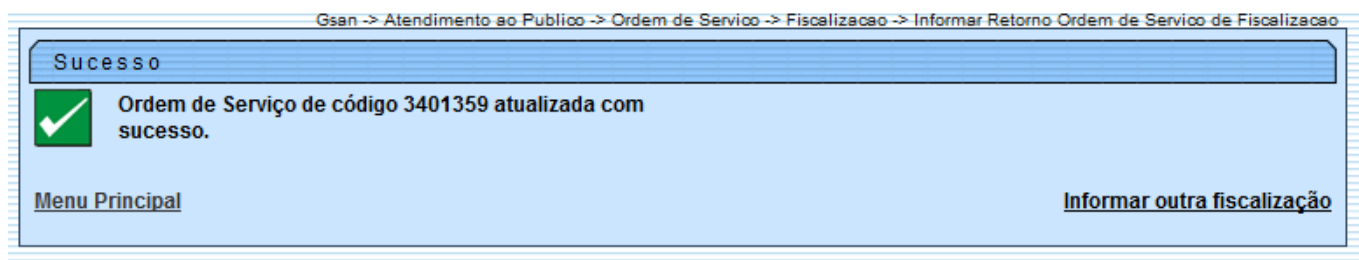 Gsan -> Atendimento ao Publico -> Ordem de Servico -> Fiscalizacao -> Informar Retorno Ordem de Servico de Fiscalizacao
Sucesso
Ordem de Serviço de código 3401359 atualizada com
sucesso.
Menu Principal
Informar outra fiscalização